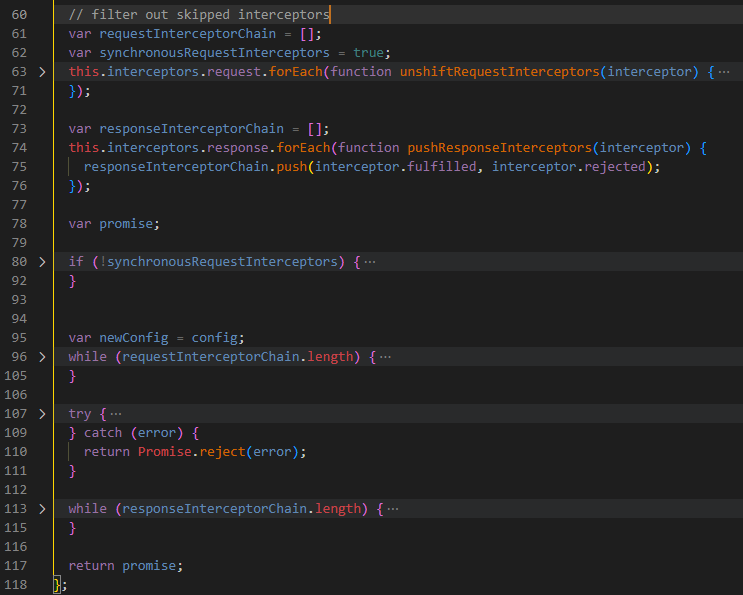 60 // filter out skipped interceptors
61 var requestInterceptorChain = [];
62 var synchronousRequestInterceptors = true;
63 this.interceptors.request.forEach(function unshiftRequestInterceptors(interceptor) {⋯
71 });
72
73 var responseInterceptorChain = [];
74 this.interceptors.response.forEach(function pushResponseInterceptors(interceptor) {
75 responseInterceptorChain.push(interceptor.fulfilled, interceptor.rejected);
76 });
77
78 var promise;
79
80 if (!synchronousRequestInterceptors) {⋯
92 }
93
94
95 var newConfig = config;
96 while (requestInterceptorChain.length) {⋯
105 }
106
107 try {⋯
109 } catch (error) {
110 return Promise.reject(error);
111 }
112
113 while (responseInterceptorChain.length) {⋯
115 }
116
117 return promise;
118 };